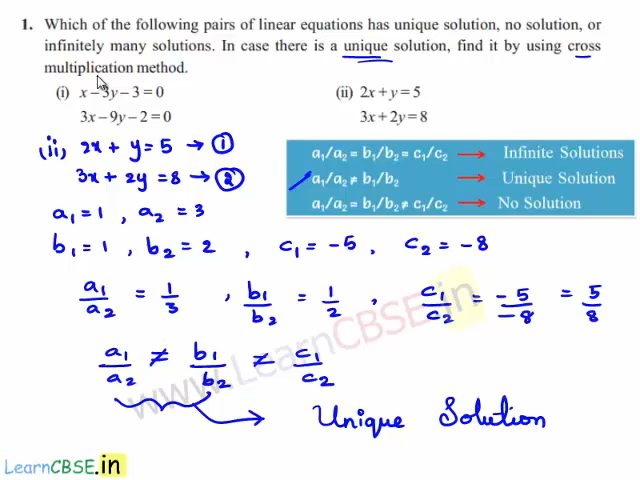 1. Which of the following pairs of linear equations has unique solution, no solution, or
infinitely many solutions. In case there is a unique solution, find it by using cross
multiplication method.
(i) x – 3y – 3 = 0 (ii) 2x + y = 5
3x – 9y – 2 = 0 3x + 2y = 8
(ii) 2x + y = 5 → ①
3x + 2y = 8 → ②
a₁/a₂ = b₁/b₂ = c₁/c₂ → Infinite Solutions
a₁/a₂ ≠ b₁/b₂ → Unique Solution
a₁/a₂ = b₁/b₂ ≠ c₁/c₂ → No Solution
a₁ = 1 , a₂ = 3
b₁ = 1 , b₂ = 2 , c₁ = -5 , c₂ = -8
a₁/a₂ = 1/3 , b₁/b₂ = 1/2 , c₁/c₂ = -5/-8 = 5/8
a₁/a₂ ≠ b₁/b₂ ≠ c₁/c₂
→ Unique Solution
www.LearnCBSE.in
LearnCBSE.in